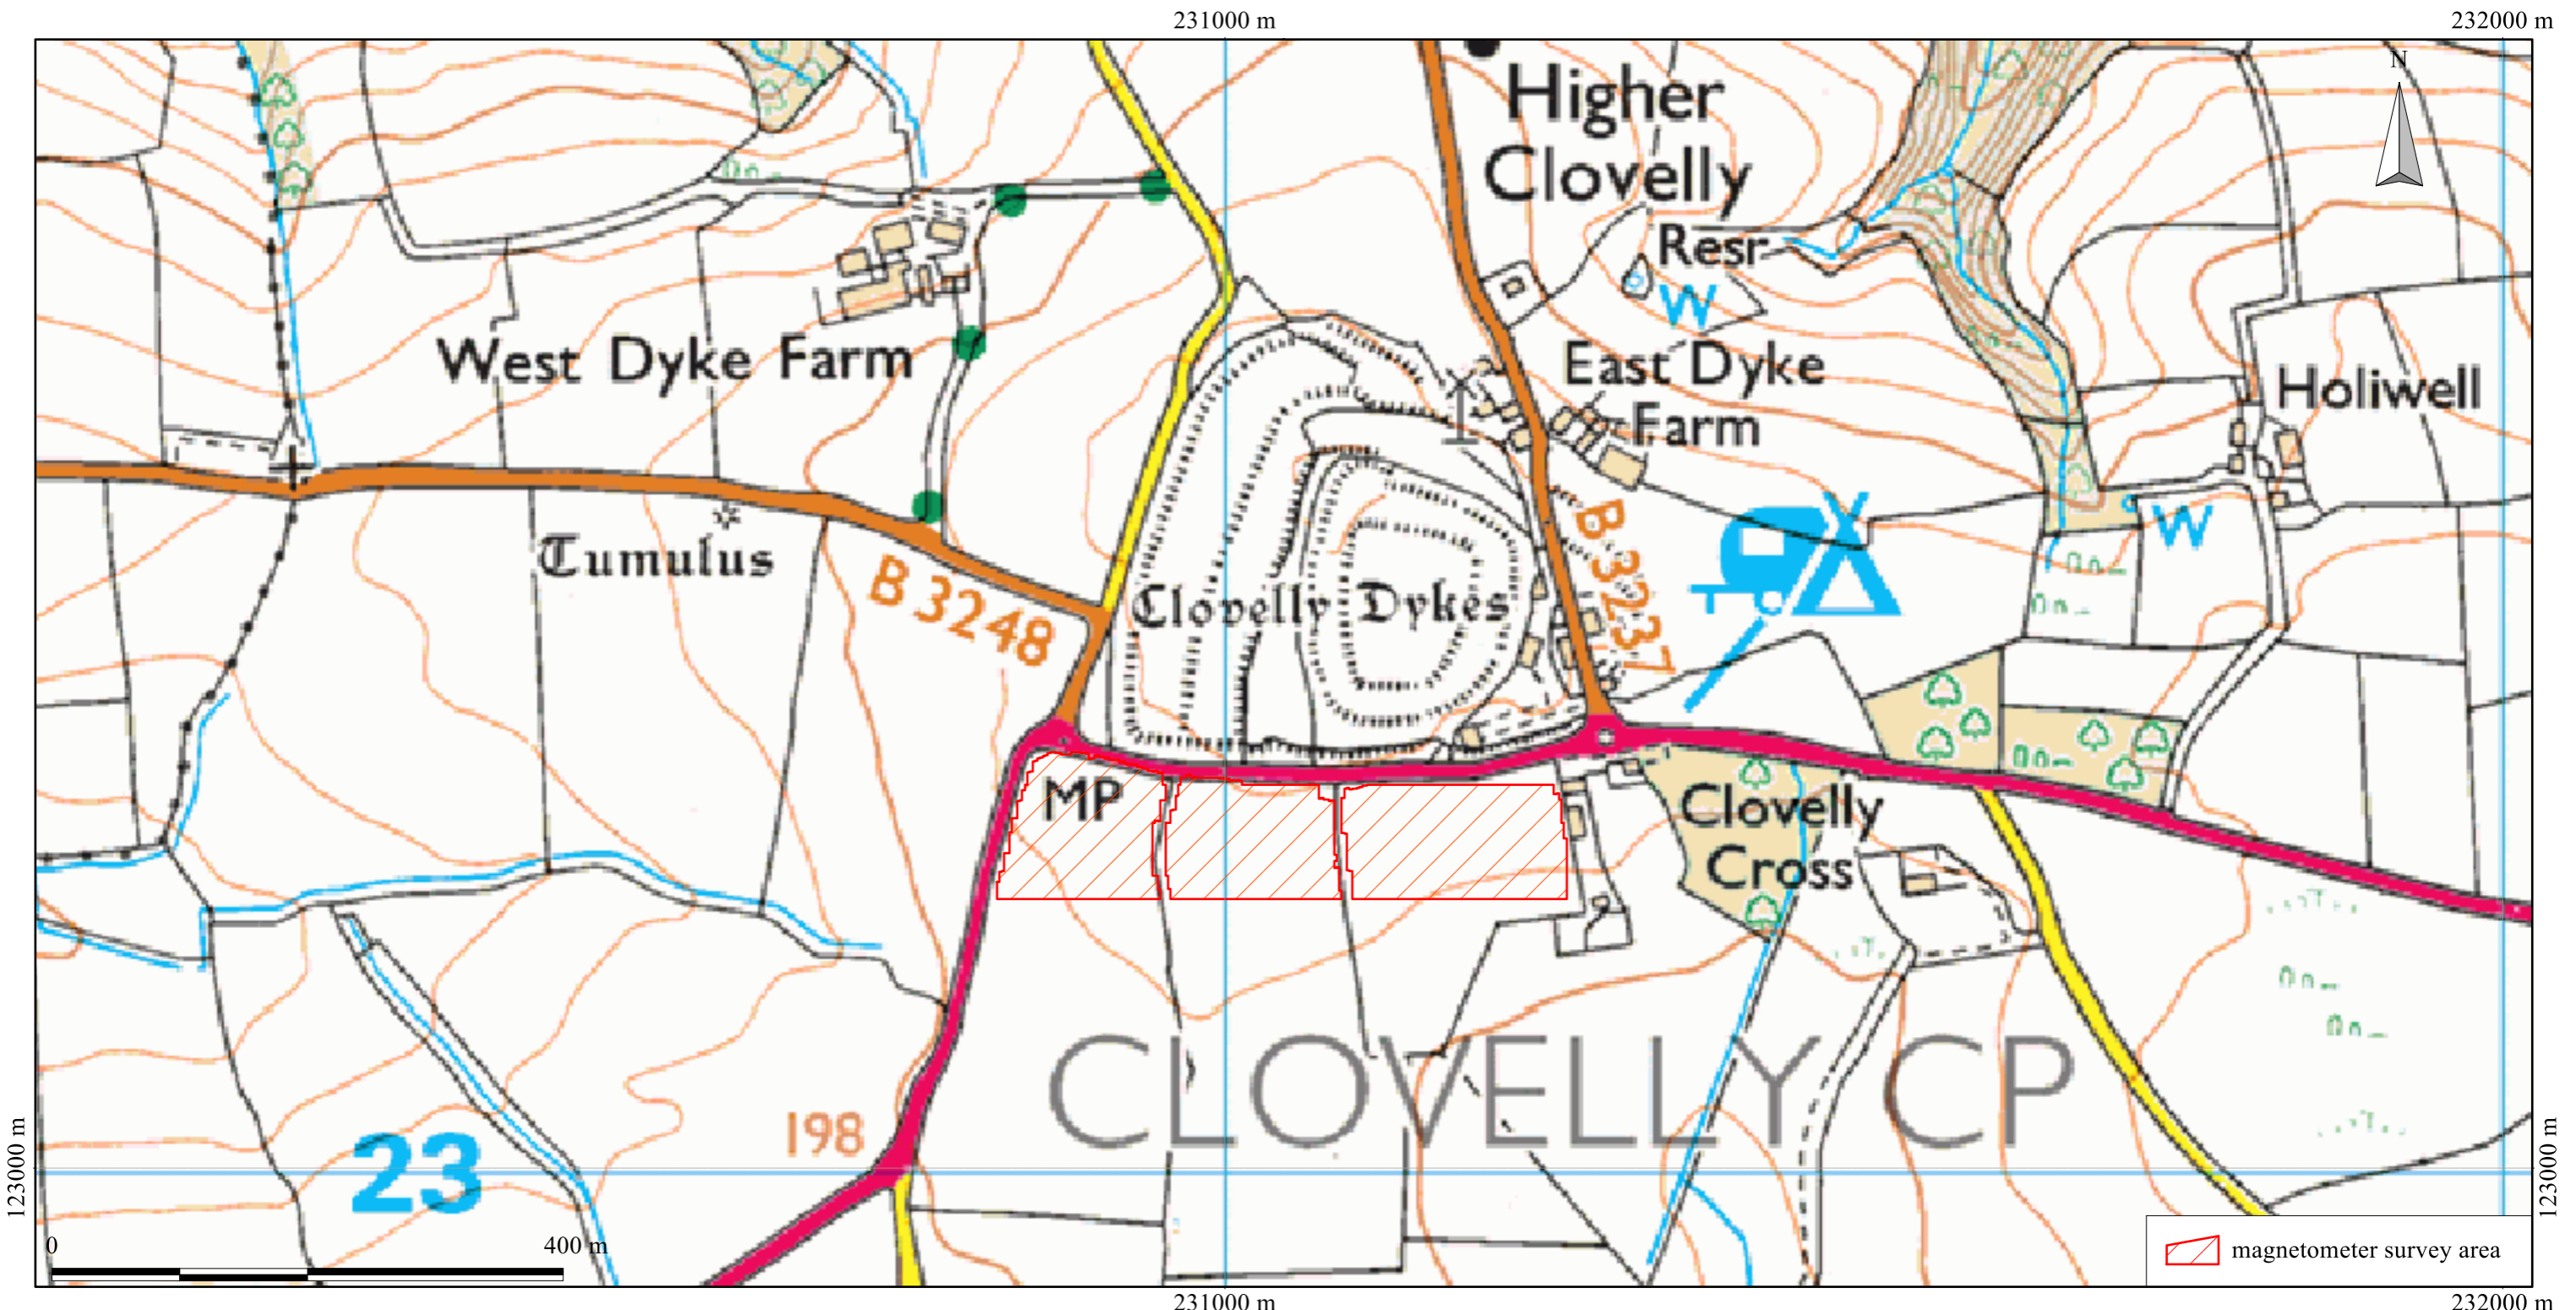 231000 m
232000 m
N
Higher
Clovelly
Resr
W
West Dyke Farm
East Dyke
Farm
Holiwell
W
Tumulus
B 3248
Clovelly Dykes
B 3237
MP
Clovelly
Cross
CLOVELLY CP
198
23
123000 m
123000 m
0
400 m
magnetometer survey area
231000 m
232000 m